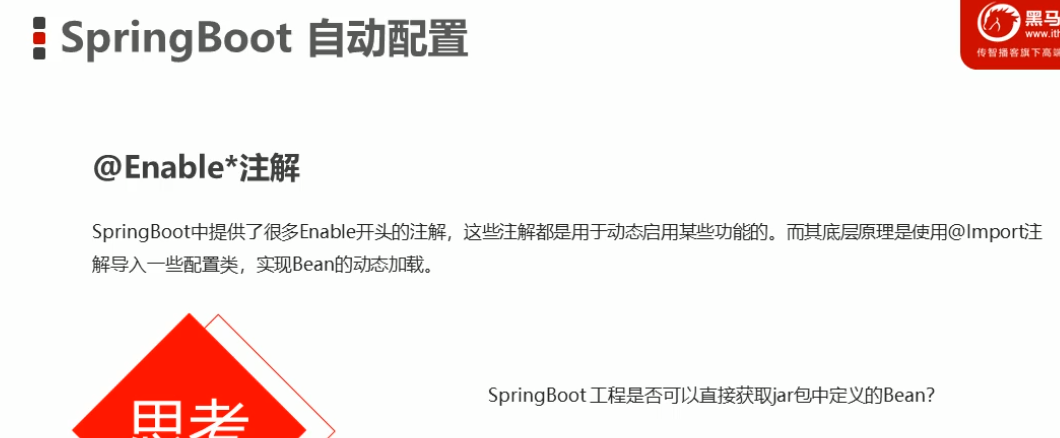 SpringBoot 自动配置
黑马
www.ith
传智播客旗下高端
@Enable*注解
SpringBoot中提供了很多Enable开头的注解，这些注解都是用于动态启用某些功能的。而其底层原理是使用@Import注
解导入一些配置类，实现Bean的动态加载。
SpringBoot 工程是否可以直接获取jar包中定义的Bean?
思考